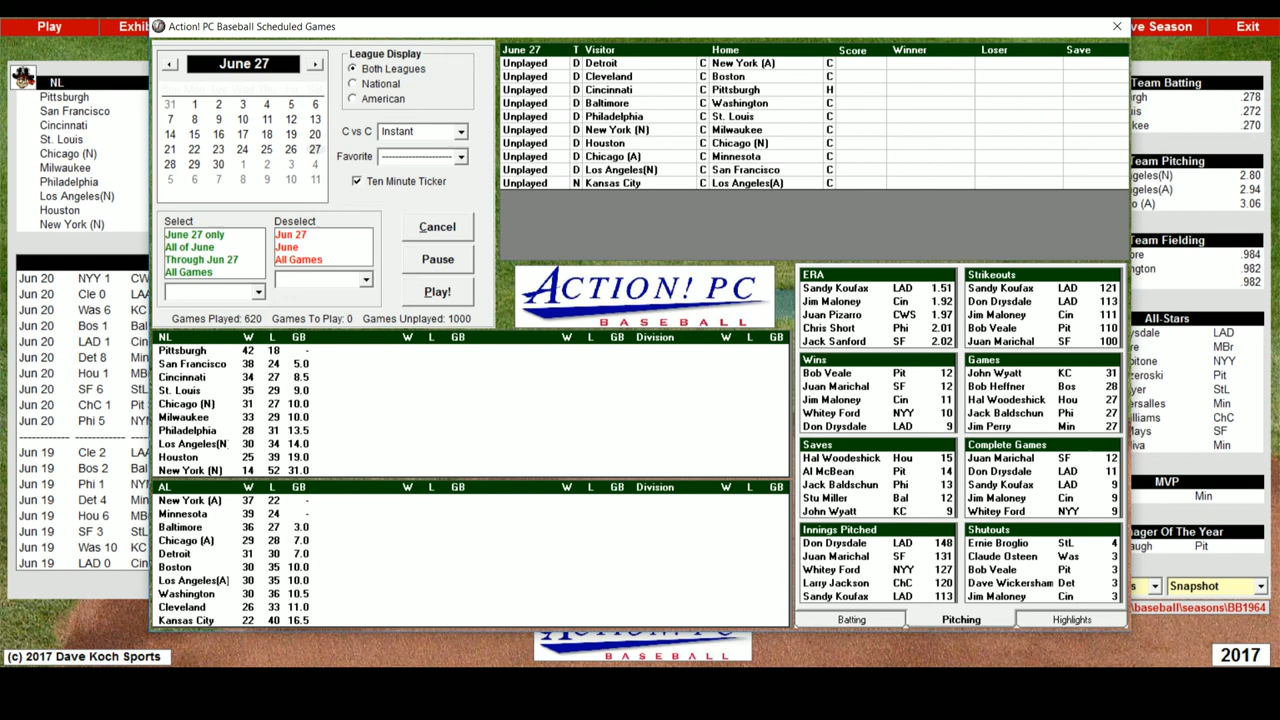 Play
Exhib
Action! PC Baseball Scheduled Games
ve Season
Exit
June 27
31 1 2 3 4 5 6
7 8 9 10 11 12 13
14 15 16 17 18 19 20
21 22 23 24 25 26 27
28 29 30 1 2 3 4
5 6 7 8 9 10 11
League Display
Both Leagues
National
American
C vs C Instant
Favorite --------------------
Ten Minute Ticker
Select
June 27 only
All of June
Through Jun 27
All Games
Deselect
Jun 27
June
All Games
Cancel
Pause
Play!
Games Played: 620 Games To Play: 0 Games Unplayed: 1000
June 27 T Visitor Home Score Winner Loser Save
Unplayed D Detroit C New York (A) C
Unplayed D Cleveland C Boston C
Unplayed D Cincinnati C Pittsburgh H
Unplayed D Baltimore C Washington C
Unplayed D Philadelphia C St. Louis C
Unplayed D New York (N) C Milwaukee C
Unplayed D Houston C Chicago (N) C
Unplayed D Chicago (A) C Minnesota C
Unplayed D Los Angeles(N) C San Francisco C
Unplayed N Kansas City C Los Angeles(A) C
ACTION! PC
BASEBALL
NL W L GB W L GB W L GB Division W L GB
Pittsburgh 42 18 -
San Francisco 38 24 5.0
Cincinnati 34 27 8.5
St. Louis 35 29 9.0
Chicago (N) 31 27 10.0
Milwaukee 33 29 10.0
Philadelphia 28 31 13.5
Los Angeles(N 30 34 14.0
Houston 25 39 19.0
New York (N) 14 52 31.0
AL W L GB W L GB W L GB Division W L GB
New York (A) 37 22 -
Minnesota 39 24 -
Baltimore 36 27 3.0
Chicago (A) 29 28 7.0
Detroit 31 30 7.0
Boston 30 35 10.0
Los Angeles(A) 30 35 10.0
Washington 30 36 10.5
Cleveland 26 33 11.0
Kansas City 22 40 16.5
ERA
Sandy Koufax LAD 1.51
Jim Maloney Cin 1.92
Juan Pizarro CWS 1.97
Chris Short Phi 2.01
Jack Sanford SF 2.02
Strikeouts
Sandy Koufax LAD 121
Don Drysdale LAD 113
Jim Maloney Cin 111
Bob Veale Pit 110
Juan Marichal SF 100
Wins
Bob Veale Pit 12
Juan Marichal SF 12
Jim Maloney Cin 11
Whitey Ford NYY 10
Don Drysdale LAD 9
Games
John Wyatt KC 31
Bob Heffner Bos 28
Hal Woodeshick Hou 27
Jack Baldschun Phi 27
Jim Perry Min 27
Saves
Hal Woodeshick Hou 15
Al McBean Pit 14
Jack Baldschun Phi 13
Stu Miller Bal 12
John Wyatt KC 9
Complete Games
Juan Marichal SF 12
Don Drysdale LAD 11
Sandy Koufax LAD 9
Jim Maloney Cin 9
Whitey Ford NYY 9
Innings Pitched
Don Drysdale LAD 148
Juan Marichal SF 131
Whitey Ford NYY 127
Larry Jackson ChC 120
Sandy Koufax LAD 113
Shutouts
Ernie Broglio StL 4
Claude Osteen Was 3
Bob Veale Pit 3
Dave Wickersham Det 3
Jim Maloney Cin 3
Batting
Pitching
Highlights
NL
Pittsburgh
San Francisco
Cincinnati
St. Louis
Chicago (N)
Milwaukee
Philadelphia
Los Angeles(N)
Houston
New York (N)
Jun 20 NYY 1 CW
Jun 20 Cle 0 LAA
Jun 20 Was 6 KC
Jun 20 Bos 1 Bal
Jun 20 LAD 1 Cin
Jun 20 Det 8 Min
Jun 20 Hou 1 MB
Jun 20 SF 6 StL
Jun 20 ChC 1 Pit
Jun 20 Phi 5 NYM
------------ ----------
Jun 19 Cle 2 LAA
Jun 19 Bos 2 Bal
Jun 19 Phi 1 NY
Jun 19 Det 4 Min
Jun 19 Hou 6 MB
Jun 19 SF 3 StL
Jun 19 Was 10 KC
Jun 19 LAD 0 Cin
Team Batting
rgh .278
uis .272
kee .270
Team Pitching
geles(N) 2.80
geles(A) 2.94
o (A) 3.06
Team Fielding
ore .984
ngton .982
.982
All-Stars
ysdale LAD
re MBr
pitone NYY
zeroski Pit
yer StL
ersalles Min
illiams ChC
ays SF
iva Min
MVP
Min
ager Of The Year
augh Pit
s
Snapshot
\baseball\seasons\BB1964
(c) 2017 Dave Koch Sports
BASEBALL
2017